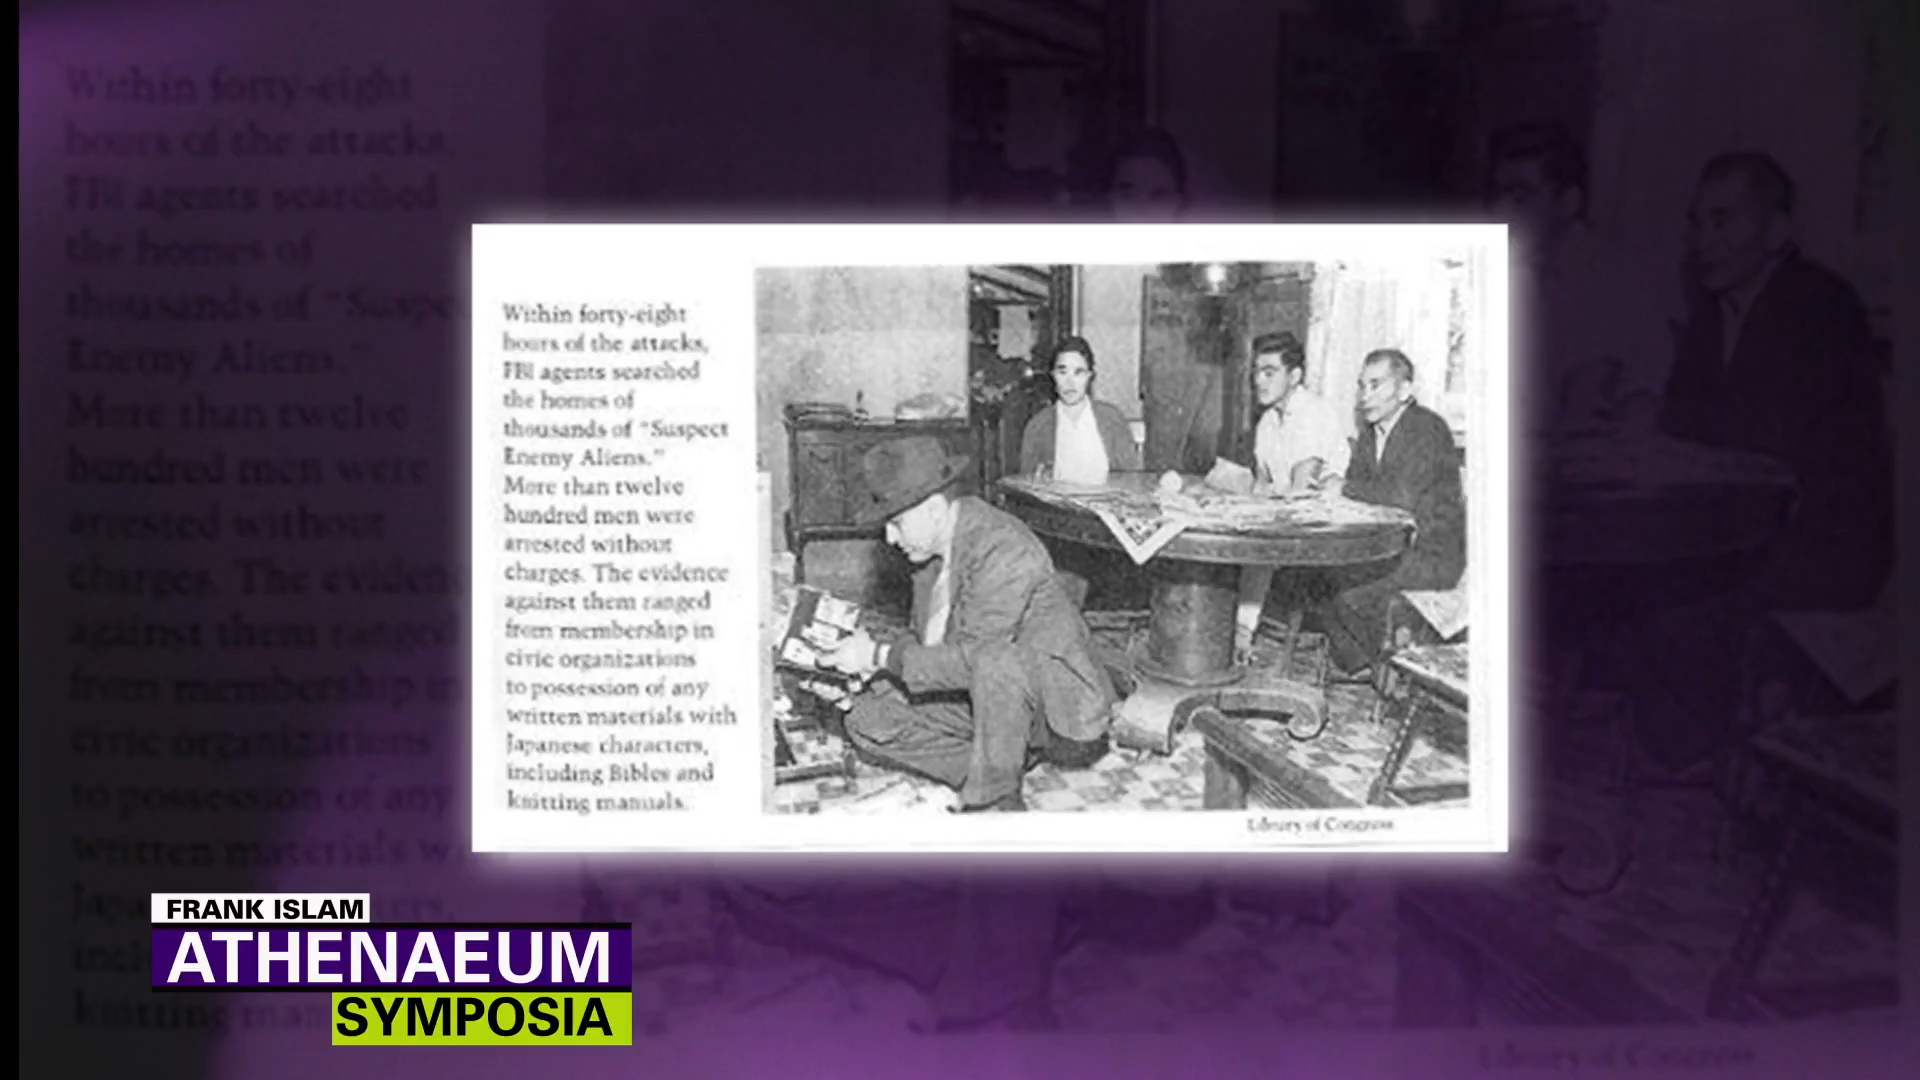 Within forty-eight
hours of the attacks,
FBI agents searched
the homes of
thousands of "Suspect
Enemy Aliens."
More than twelve
hundred men were
arrested without
charges. The evidence
against them ranged
from membership in
civic organizations
to possession of any
written materials with
Japanese characters,
including Bibles and
knitting manuals.
Library of Congress
FRANK ISLAM
ATHENAEUM
SYMPOSIA